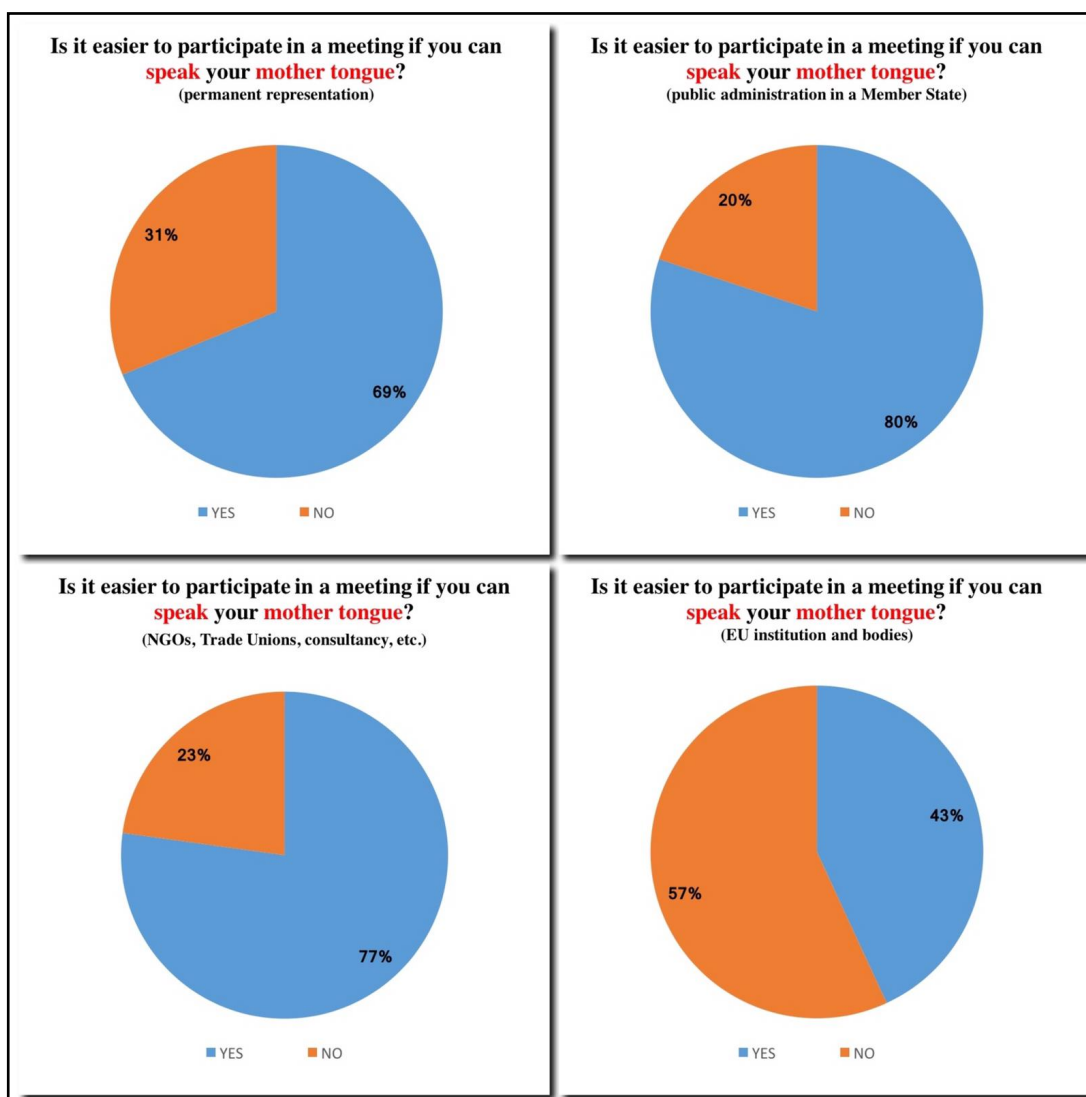 Is it easier to participate in a meeting if you can
speak your mother tongue?
(permanent representation)
31%
69%
YES NO
Is it easier to participate in a meeting if you can
speak your mother tongue?
(public administration in a Member State)
20%
80%
YES NO
Is it easier to participate in a meeting if you can
speak your mother tongue?
(NGOs, Trade Unions, consultancy, etc.)
23%
77%
YES NO
Is it easier to participate in a meeting if you can
speak your mother tongue?
(EU institution and bodies)
43%
57%
YES NO